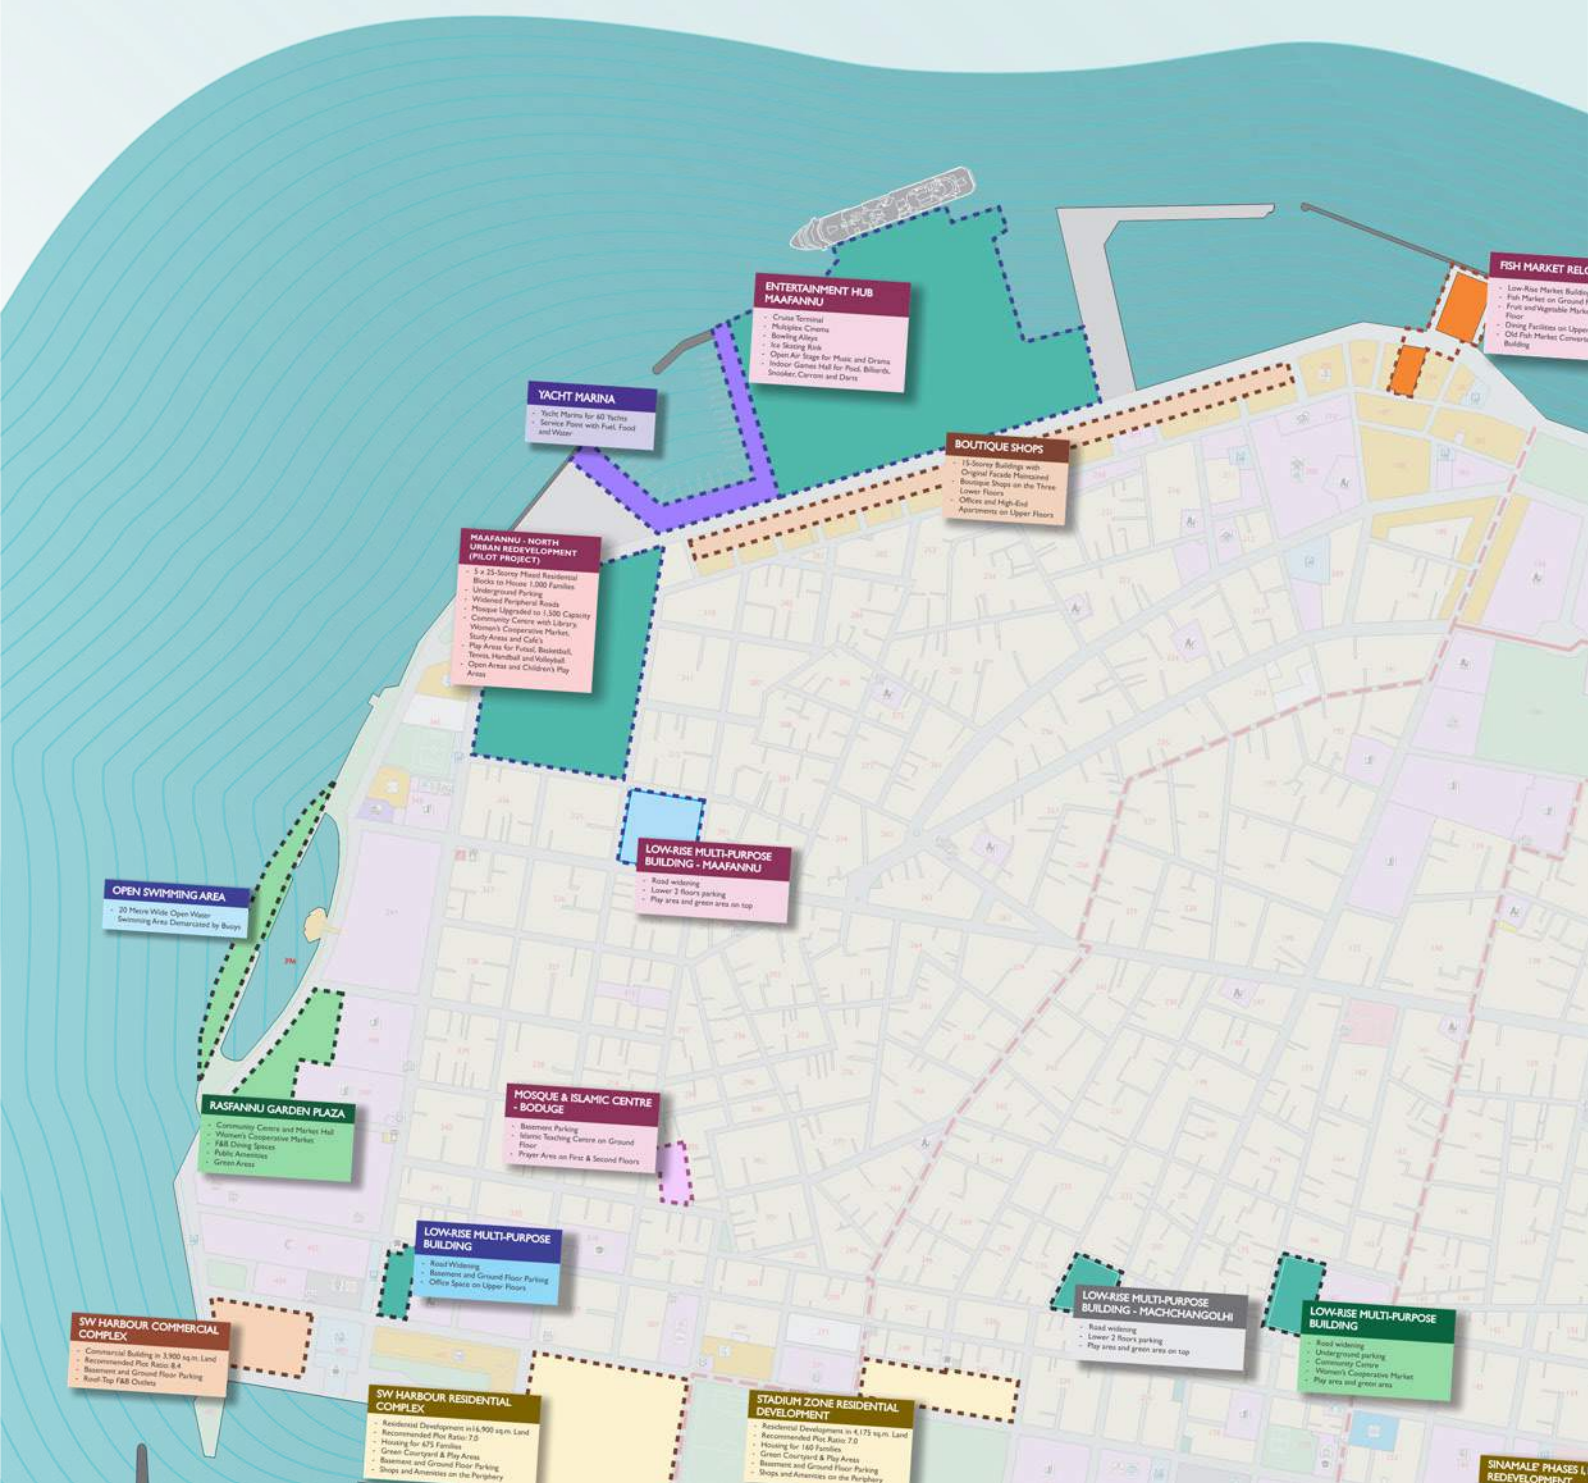 ENTERTAINMENT HUB
MAAFANNU
- Cruise Terminal
- Multiplex Cinema
- Bowling Alleys
- Ice Skating Rink
- Open Air Stage for Music and Drama
- Indoor Games Hall for Pool, Billiards,
Snooker, Carrom and Darts
FISH MARKET RELO
- Low-Rise Market Building
- Fish Market on Ground
- Fruit and Vegetable Mark
Floor
- Dining Facilities on Upper
- Old Fish Market Convert
Building
YACHT MARINA
- Yacht Marina for 60 Yachts
- Service Point with Fuel, Food
and Water
BOUTIQUE SHOPS
- 15-Storey Buildings with
Original Facade Maintained
- Boutique Shops on the Three
Lower Floors
- Offices and High-End
Apartments on Upper Floors
MAAFANNU - NORTH
URBAN REDEVELOPMENT
(PILOT PROJECT)
- 5 x 25-Storey Mixed Residential
Blocks to House 1,000 Families
- Underground Parking
- Widened Peripheral Roads
- Mosque Upgraded to 1,500 Capacity
- Community Centre with Library,
Women's Cooperative Market,
Study Areas and Cafe's
- Play Areas for Futsal, Basketball,
Tennis, Handball and Volleyball
- Open Areas and Children's Play
Areas
LOW-RISE MULTI-PURPOSE
BUILDING - MAAFANNU
- Road widening
- Lower 2 floors parking
- Play area and green area on top
OPEN SWIMMING AREA
- 20 Metre Wide Open Water
Swimming Area Demarcated by Buoys
396
RASFANNU GARDEN PLAZA
- Community Centre and Market Hall
- Women's Cooperative Market
- F&B Dining Spaces
- Public Amenities
- Green Areas
MOSQUE & ISLAMIC CENTRE
- BODUGE
- Basement Parking
- Islamic Teaching Centre on Ground
Floor
- Prayer Area on First & Second Floors
LOW-RISE MULTI-PURPOSE
BUILDING
- Road Widening
- Basement and Ground Floor Parking
- Office Space on Upper Floors
LOW-RISE MULTI-PURPOSE
BUILDING - MACHCHANGOLHI
- Road widening
- Lower 2 floors parking
- Play area and green area on top
LOW-RISE MULTI-PURPOSE
BUILDING
- Road widening
- Underground parking
- Community Centre
- Women's Cooperative Market
- Play area and green area
SW HARBOUR COMMERCIAL
COMPLEX
- Commercial Building in 3,900 sq.m. Land
- Recommended Plot Ratio: 8.4
- Basement and Ground Floor Parking
- Roof-Top F&B Outlets
SW HARBOUR RESIDENTIAL
COMPLEX
- Residential Development in16,900 sq.m. Land
- Recommended Plot Ratio: 7.0
- Housing for 675 Families
- Green Courtyard & Play Areas
- Basement and Ground Floor Parking
- Shops and Amenities on the Periphery
STADIUM ZONE RESIDENTIAL
DEVELOPMENT
- Residential Development in 4,175 sq.m. Land
- Recommended Plot Ratio: 7.0
- Housing for 160 Families
- Green Courtyard & Play Areas
- Basement and Ground Floor Parking
- Shops and Amenities on the Periphery
SINAMALE' PHASES I,
REDEVELOPMENT